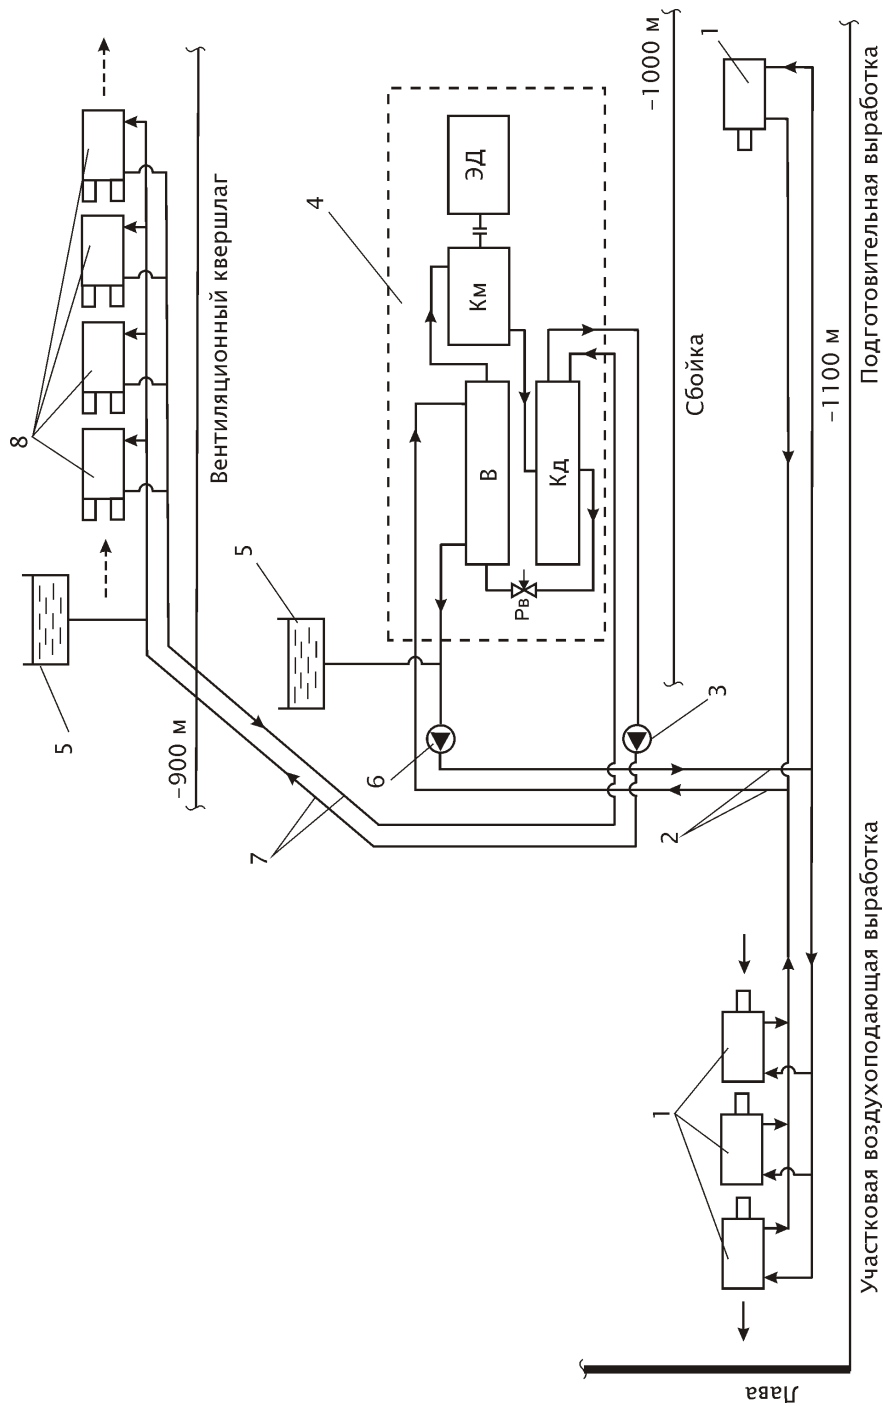 8
Вентиляционный квершлаг
5
–900 м
7
5
4
ЭД
Км
В
Кд
Рв
6
3
2
–1000 м
Сбойка
1
–1100 м
Подготовительная выработка
1
Участковая воздухоподающая выработка
Лава